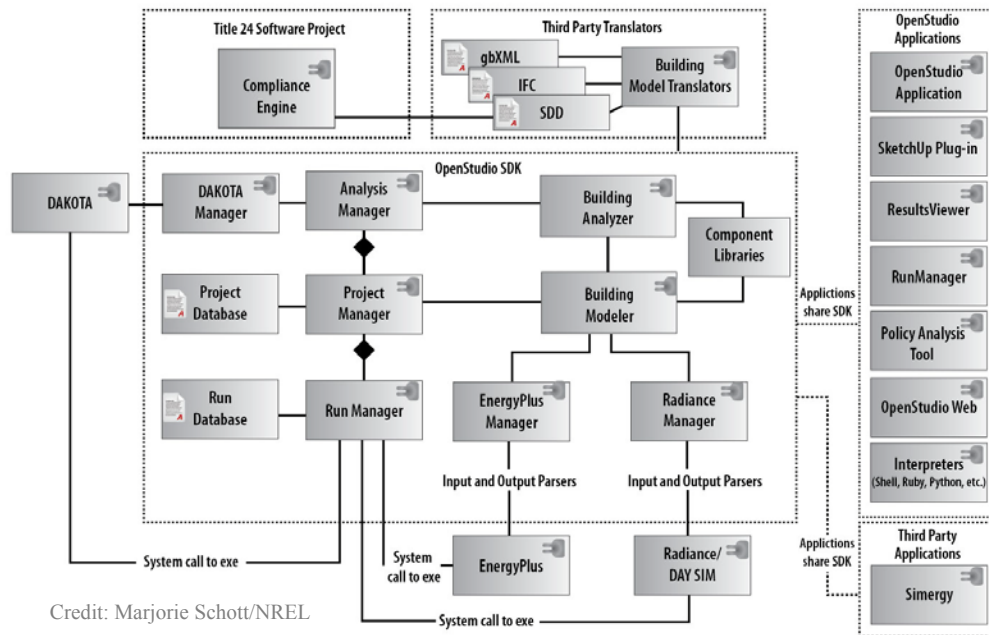 Title 24 Software Project
Compliance
Engine
Third Party Translators
gbXML
IFC
SDD
Building
Model Translators
OpenStudio
Applications
OpenStudio
Application
SketchUp Plug-in
ResultsViewer
RunManager
Policy Analysis
Tool
OpenStudio Web
Interpreters
(Shell, Ruby, Python, etc.)
OpenStudio SDK
DAKOTA
DAKOTA
Manager
Analysis
Manager
Building
Analyzer
Component
Libraries
Project
Database
Project
Manager
Building
Modeler
Applictions
share SDK
Run
Database
Run Manager
EnergyPlus
Manager
Radiance
Manager
Input and Output Parsers
Input and Output Parsers
System call to exe
System
call to exe
EnergyPlus
Radiance/
DAY SIM
System call to exe
Applictions
share SDK
Third Party
Applications
Simergy
Credit: Marjorie Schott/NREL